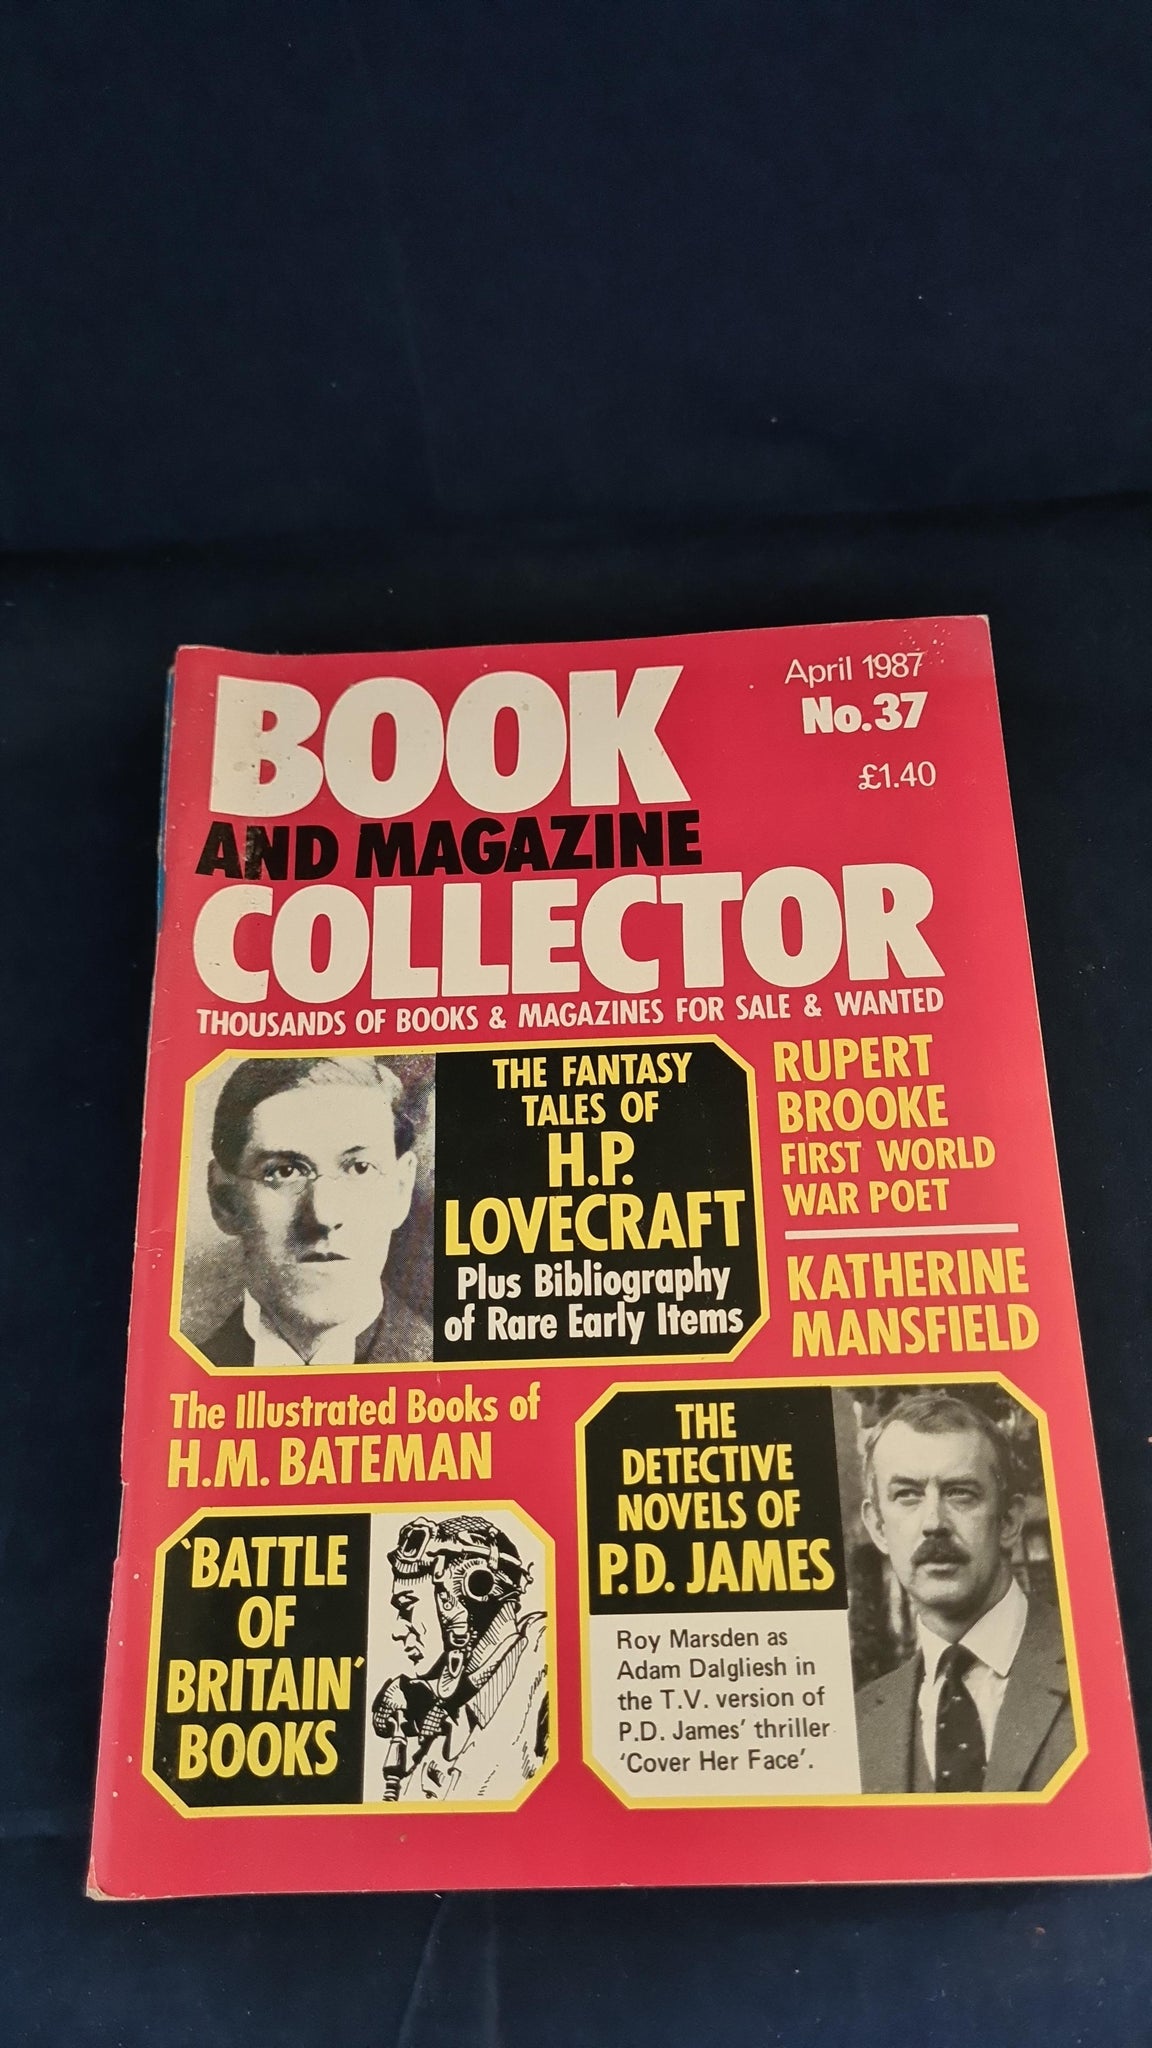 BOOK
AND MAGAZINE
COLLECTOR
April 1987
No.37
£1.40
THOUSANDS OF BOOKS & MAGAZINES FOR SALE & WANTED
THE FANTASY
TALES OF
H.P.
LOVECRAFT
Plus Bibliography
of Rare Early Items
RUPERT
BROOKE
FIRST WORLD
WAR POET
KATHERINE
MANSFIELD
The Illustrated Books of
H.M. BATEMAN
'BATTLE
OF
BRITAIN'
BOOKS
THE
DETECTIVE
NOVELS OF
P.D. JAMES
Roy Marsden as
Adam Dalgliesh in
the T.V. version of
P.D. James' thriller
'Cover Her Face'.